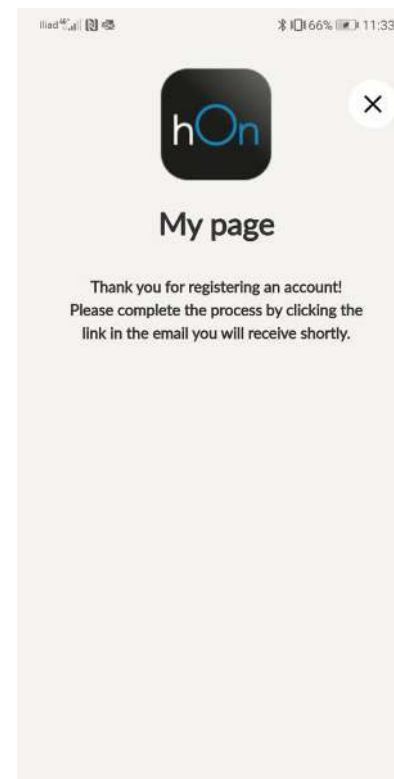 Iliad 66% 11:33
hOn
My page
Thank you for registering an account!
Please complete the process by clicking the
link in the email you will receive shortly.